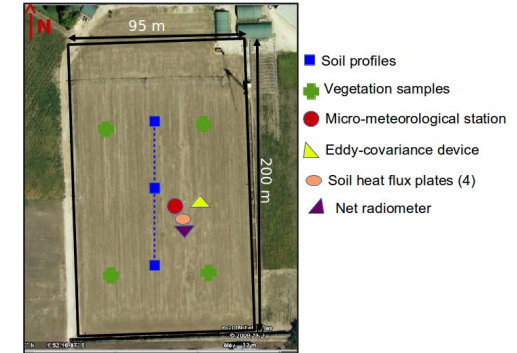 N
95 m
200 m
Soil profiles
Vegetation samples
Micro-meteorological station
Eddy-covariance device
Soil heat flux plates (4)
Net radiometer